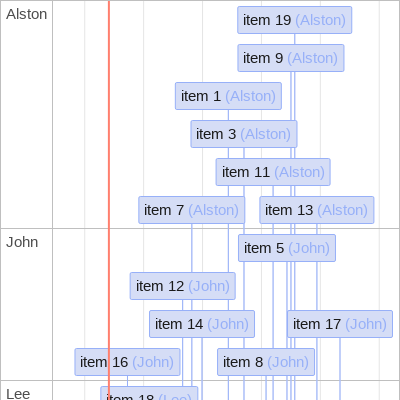 Alston
item 19 (Alston)
item 9 (Alston)
item 1 (Alston)
item 3 (Alston)
item 11 (Alston)
item 7 (Alston)
item 13 (Alston)
John
item 5 (John)
item 12 (John)
item 14 (John)
item 17 (John)
item 16 (John)
item 8 (John)
Lee
item 18 (Lee)